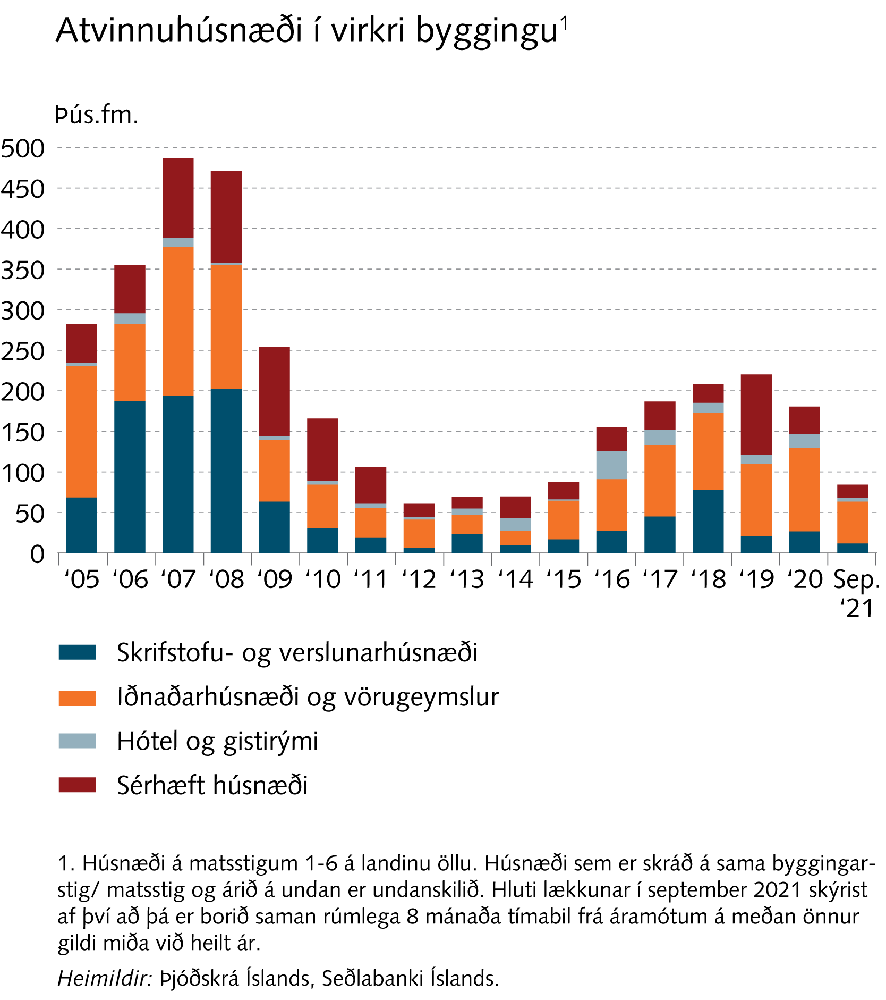 Atvinnuhúsnæði í virkri byggingu¹
Þús.fm.
500
450
400
350
300
250
200
150
100
50
0
‘05 ‘06 ‘07 ‘08 ‘09 ‘10 ‘11 ‘12 ‘13 ‘14 ‘15 ‘16 ‘17 ‘18 ‘19 ‘20 Sep.
‘21
Skrifstofu- og verslunarhúsnæði
Iðnaðarhúsnæði og vörugeymslur
Hótel og gistirými
Sérhæft húsnæði
1. Húsnæði á matsstigum 1-6 á landinu öllu. Húsnæði sem er skráð á sama byggingar-
stig/ matsstig og árið á undan er undanskilið. Hluti lækkunar í september 2021 skýrist
af því að þá er borið saman rúmlega 8 mánaða tímabil frá áramótum á meðan önnur
gildi miða við heilt ár.
Heimildir: Þjóðskrá Íslands, Seðlabanki Íslands.